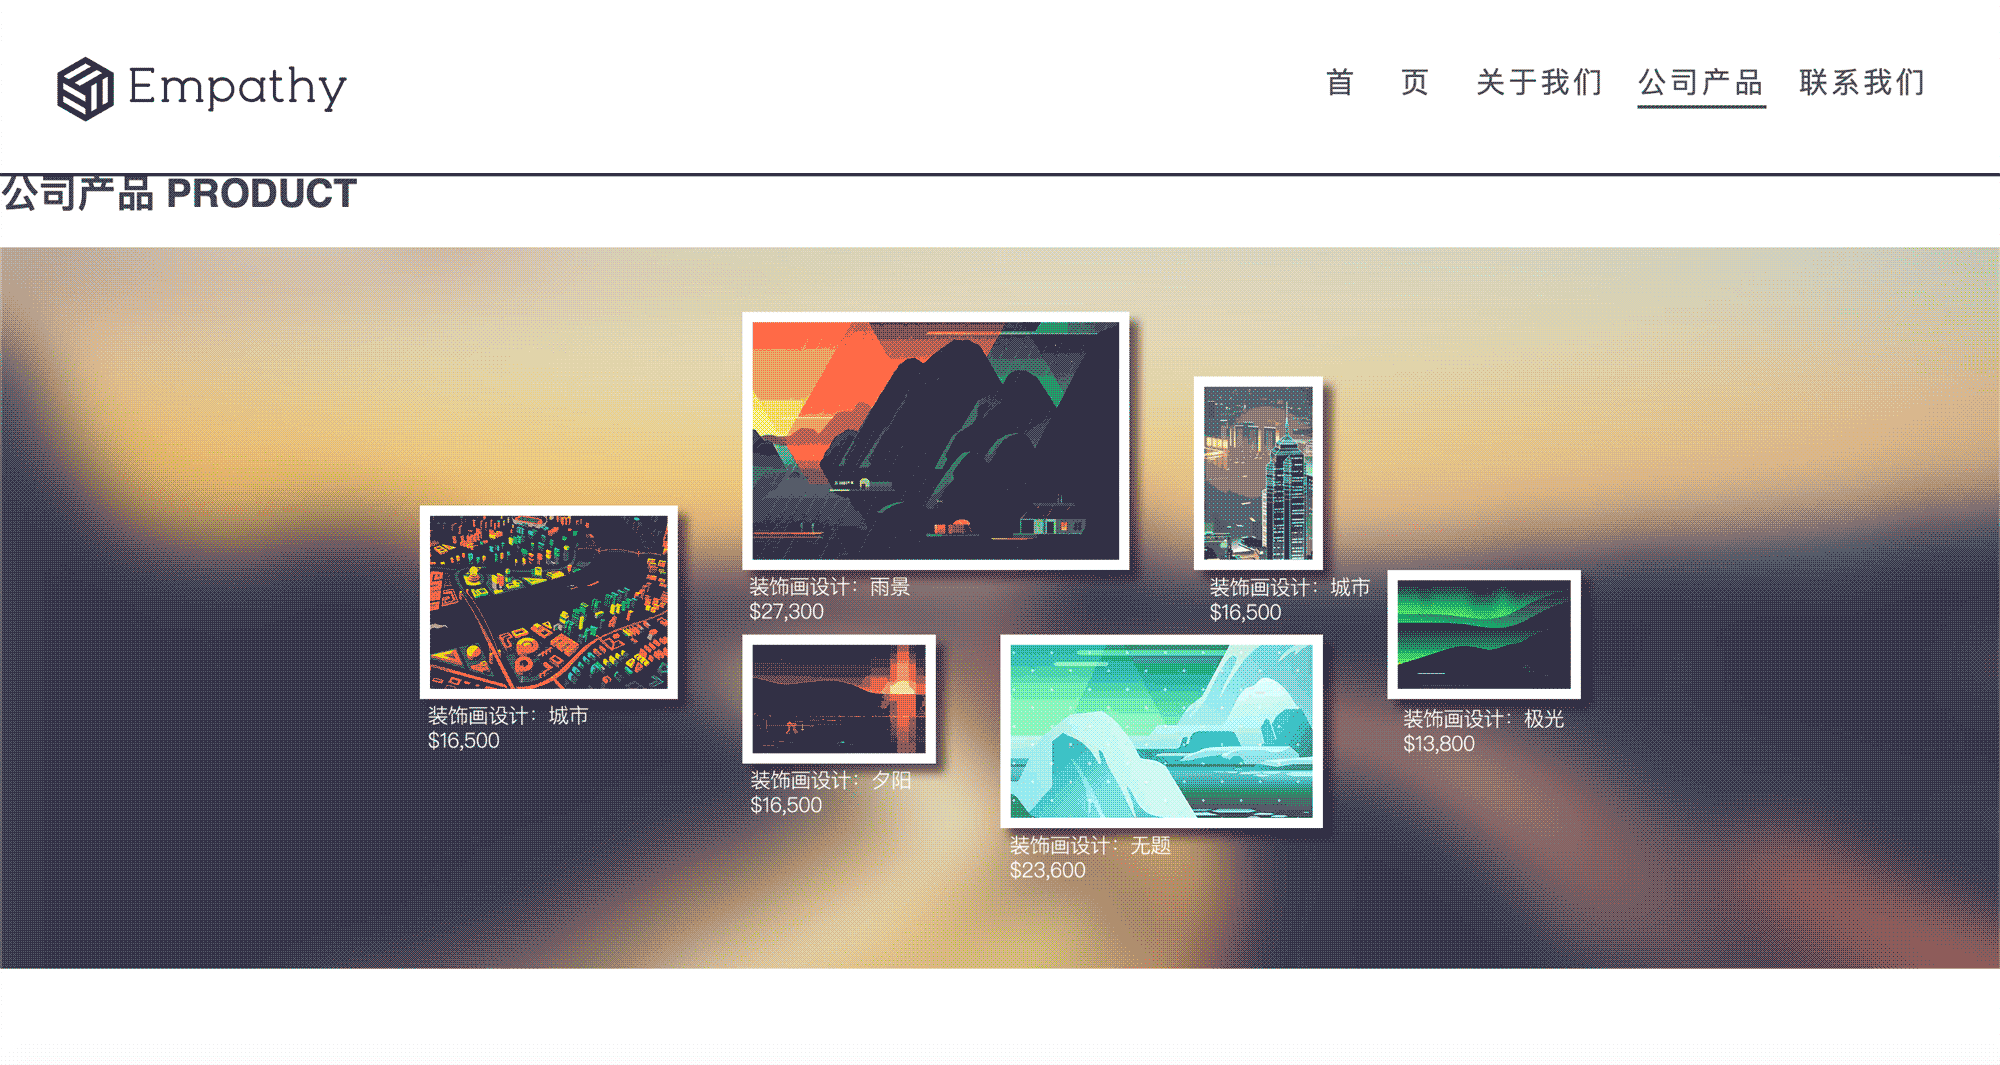 Empathy
首 页 关于我们 公司产品 联系我们
公司产品 PRODUCT
装饰画设计：雨景
$27,300
装饰画设计：城市
$16,500
装饰画设计：城市
$16,500
装饰画设计：极光
$13,800
装饰画设计：夕阳
$16,500
装饰画设计：无题
$23,600